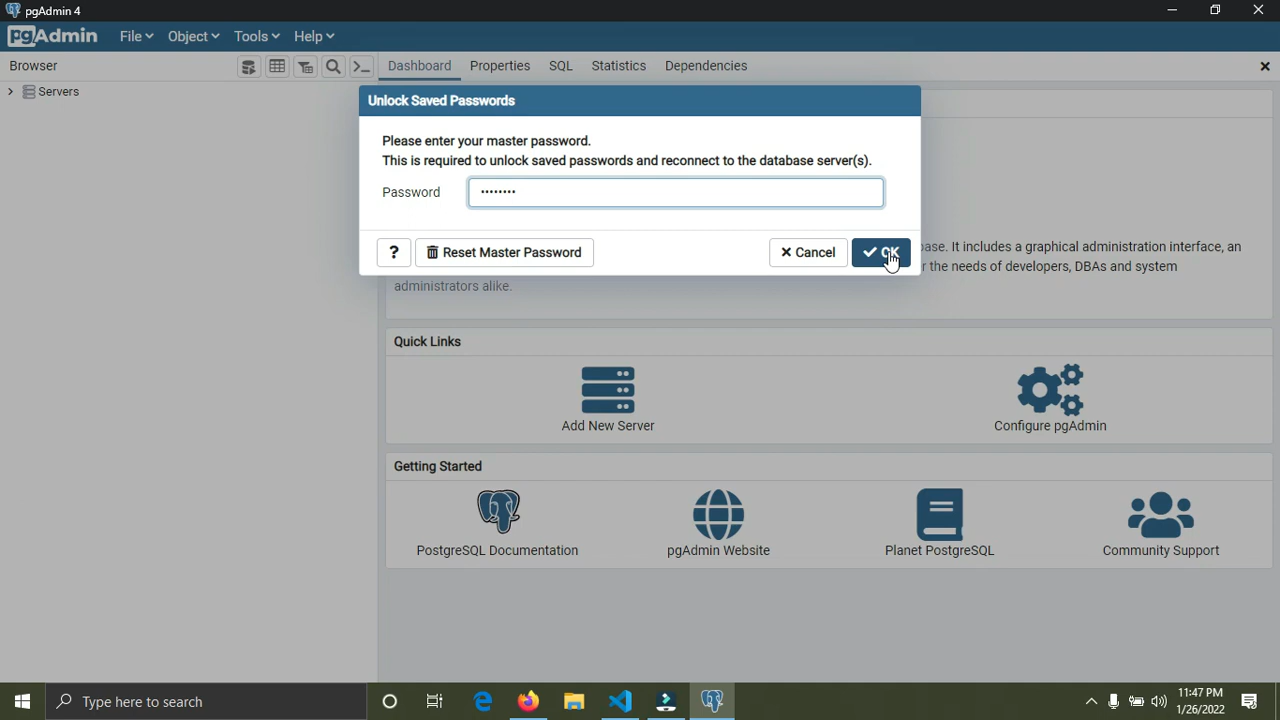 pgAdmin 4
pgAdmin File Object Tools Help
Browser Dashboard Properties SQL Statistics Dependencies
Servers
Unlock Saved Passwords
Please enter your master password.
This is required to unlock saved passwords and reconnect to the database server(s).
Password ••••••••
? Reset Master Password Cancel OK
base. It includes a graphical administration interface, an
the needs of developers, DBAs and system
administrators alike.
Quick Links
Add New Server Configure pgAdmin
Getting Started
PostgreSQL Documentation pgAdmin Website Planet PostgreSQL Community Support
Type here to search
11:47 PM
1/26/2022